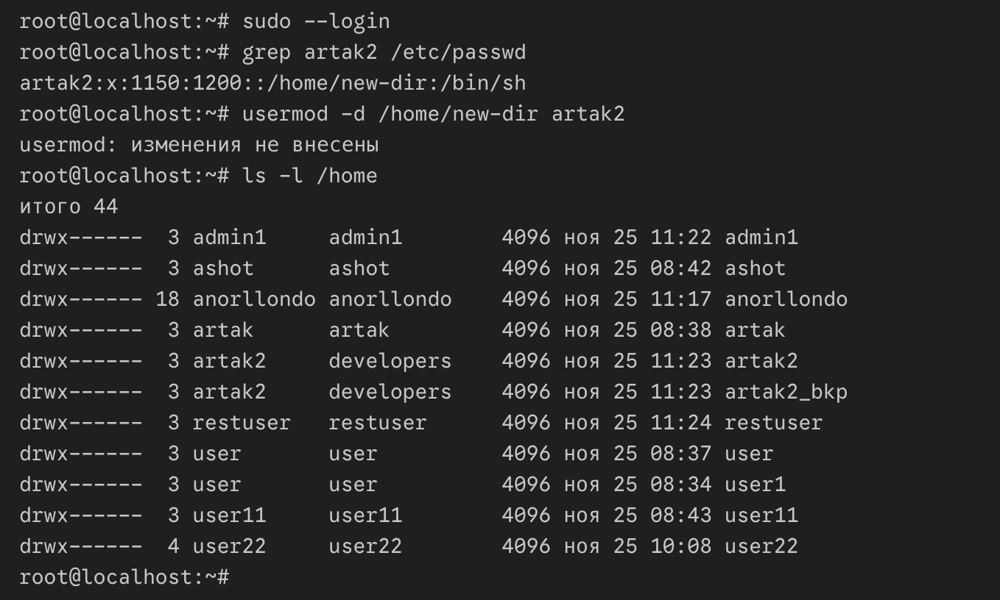 root@localhost:~# sudo --login
root@localhost:~# grep artak2 /etc/passwd
artak2:x:1150:1200::/home/new-dir:/bin/sh
root@localhost:~# usermod -d /home/new-dir artak2
usermod: изменения не внесены
root@localhost:~# ls -l /home
итого 44
drwx------  3 admin1     admin1        4096 ноя 25 11:22 admin1
drwx------  3 ashot      ashot         4096 ноя 25 08:42 ashot
drwx------ 18 anorllondo anorllondo    4096 ноя 25 11:17 anorllondo
drwx------  3 artak      artak         4096 ноя 25 08:38 artak
drwx------  3 artak2     developers    4096 ноя 25 11:23 artak2
drwx------  3 artak2     developers    4096 ноя 25 11:23 artak2_bkp
drwx------  3 restuser   restuser      4096 ноя 25 11:24 restuser
drwx------  3 user       user          4096 ноя 25 08:37 user
drwx------  3 user       user          4096 ноя 25 08:34 user1
drwx------  3 user11     user11        4096 ноя 25 08:43 user11
drwx------  4 user22     user22        4096 ноя 25 10:08 user22
root@localhost:~#